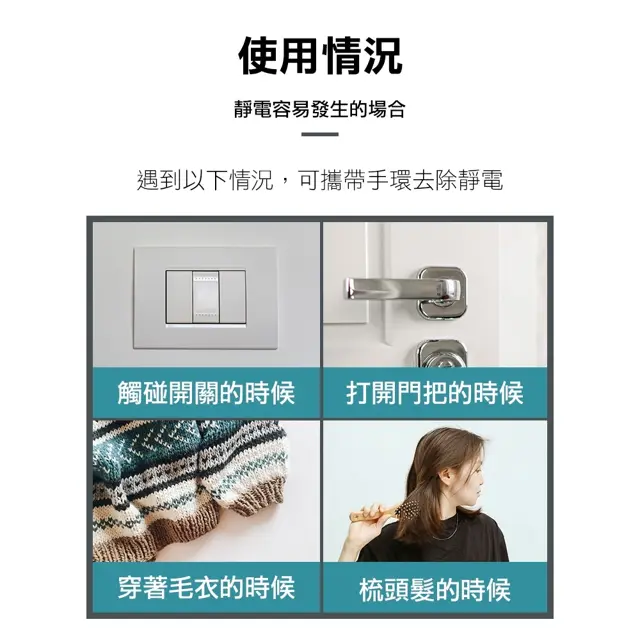 使用情況
靜電容易發生的場合
遇到以下情況，可攜帶手環去除靜電
觸碰開關的時候
打開門把的時候
穿著毛衣的時候
梳頭髮的時候